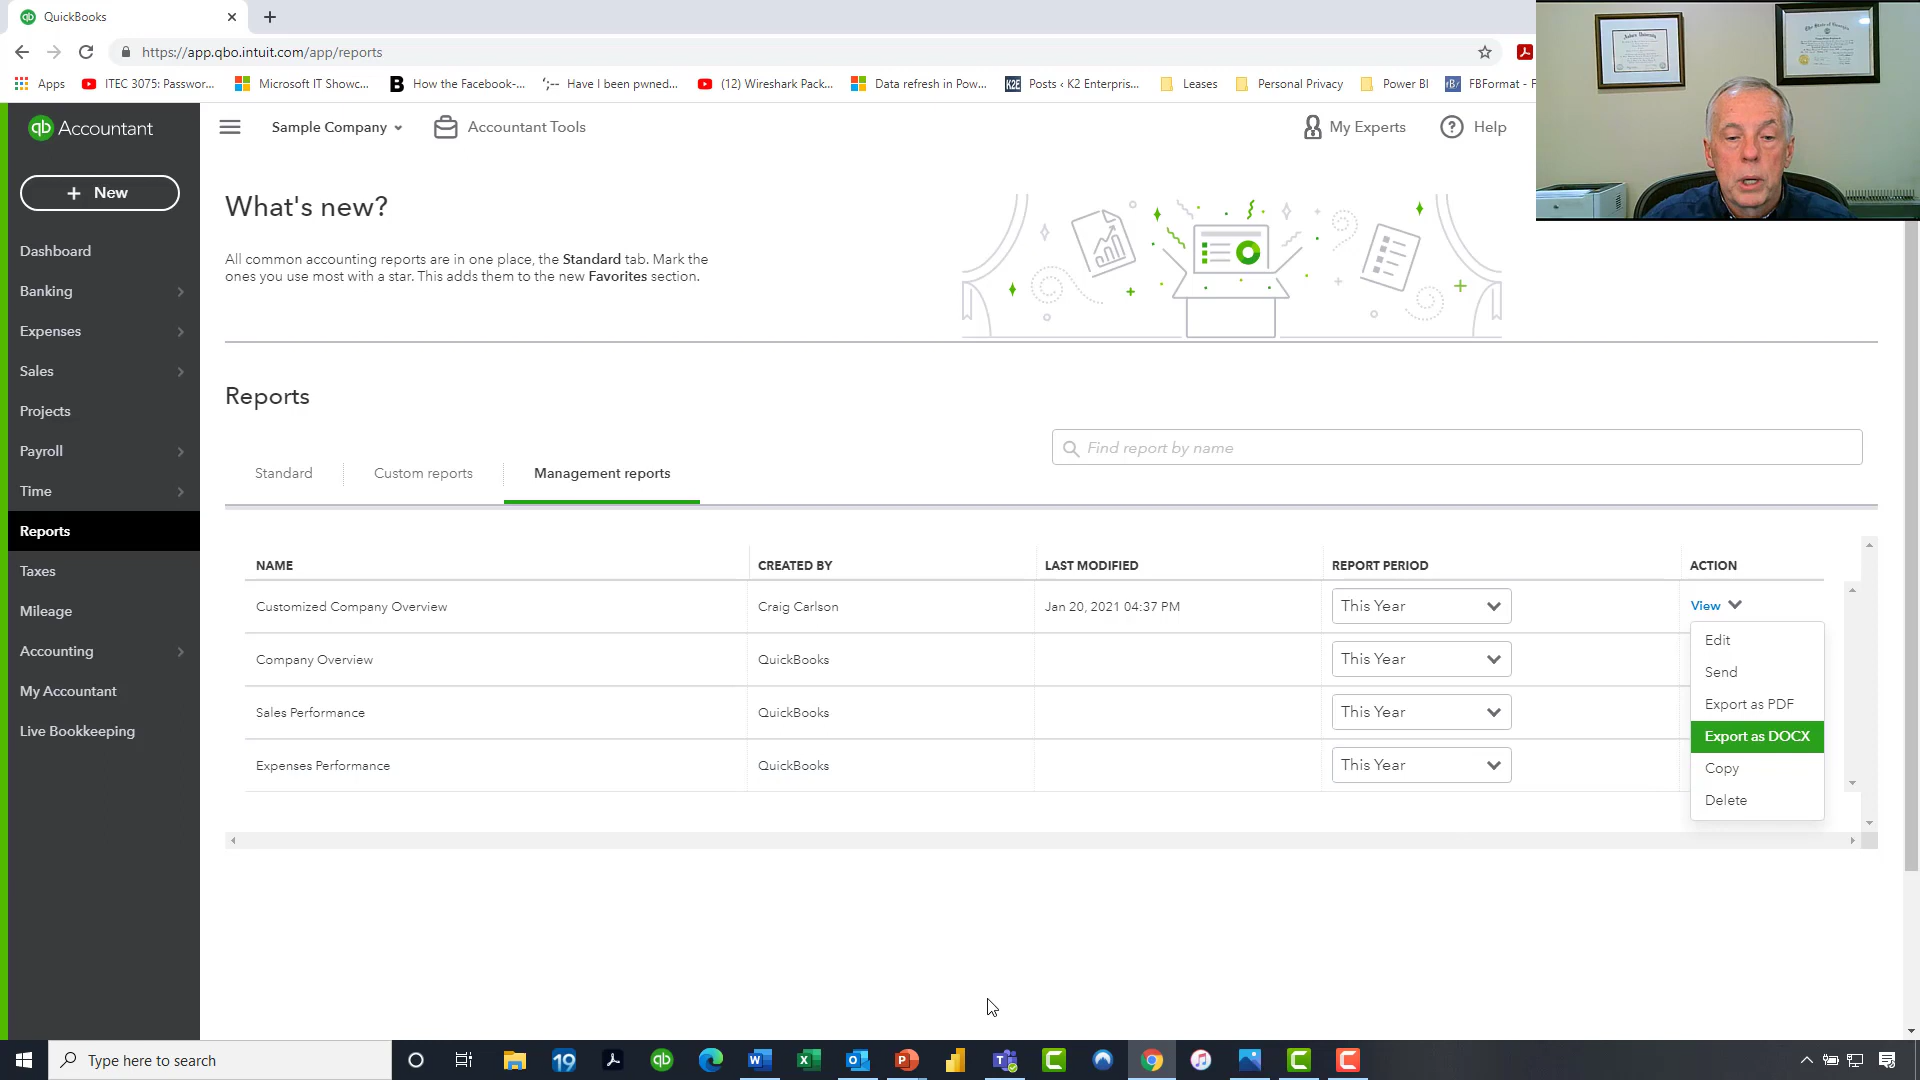 QuickBooks
https://app.qbo.intuit.com/app/reports
Apps
ITEC 3075: Passwor...
Microsoft IT Showc...
How the Facebook-...
Have I been pwned...
(12) Wireshark Pack...
Data refresh in Pow...
Posts ‹ K2 Enterpris...
Leases
Personal Privacy
Power BI
FBFormat - F
qb Accountant
Sample Company
Accountant Tools
My Experts
Help
+ New
Dashboard
Banking
Expenses
Sales
Projects
Payroll
Time
Reports
Taxes
Mileage
Accounting
My Accountant
Live Bookkeeping
What's new?
All common accounting reports are in one place, the Standard tab. Mark the
ones you use most with a star. This adds them to the new Favorites section.
Reports
Find report by name
Standard
Custom reports
Management reports
NAME CREATED BY LAST MODIFIED REPORT PERIOD ACTION
Customized Company Overview Craig Carlson Jan 20, 2021 04:37 PM This Year View
Company Overview QuickBooks This Year
Sales Performance QuickBooks This Year
Expenses Performance QuickBooks This Year
Edit
Send
Export as PDF
Export as DOCX
Copy
Delete
Type here to search
19